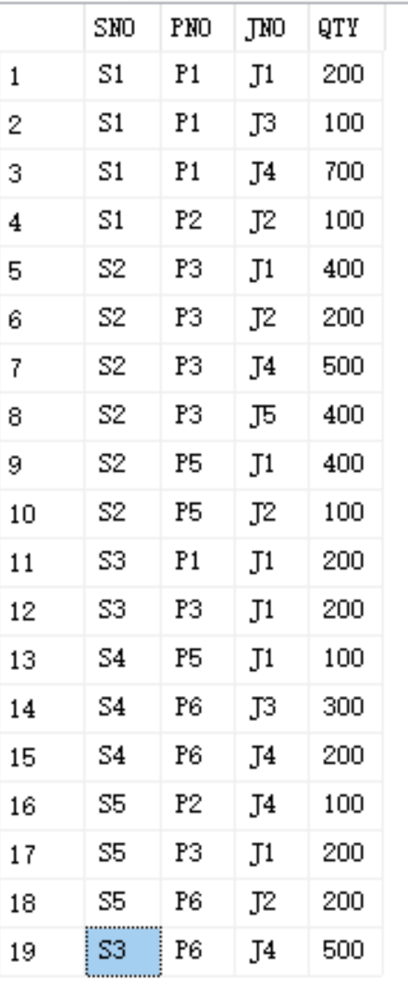 SNO PNO JNO QTY
1 S1 P1 J1 200
2 S1 P1 J3 100
3 S1 P1 J4 700
4 S1 P2 J2 100
5 S2 P3 J1 400
6 S2 P3 J2 200
7 S2 P3 J4 500
8 S2 P3 J5 400
9 S2 P5 J1 400
10 S2 P5 J2 100
11 S3 P1 J1 200
12 S3 P3 J1 200
13 S4 P5 J1 100
14 S4 P6 J3 300
15 S4 P6 J4 200
16 S5 P2 J4 100
17 S5 P3 J1 200
18 S5 P6 J2 200
19 S3 P6 J4 500